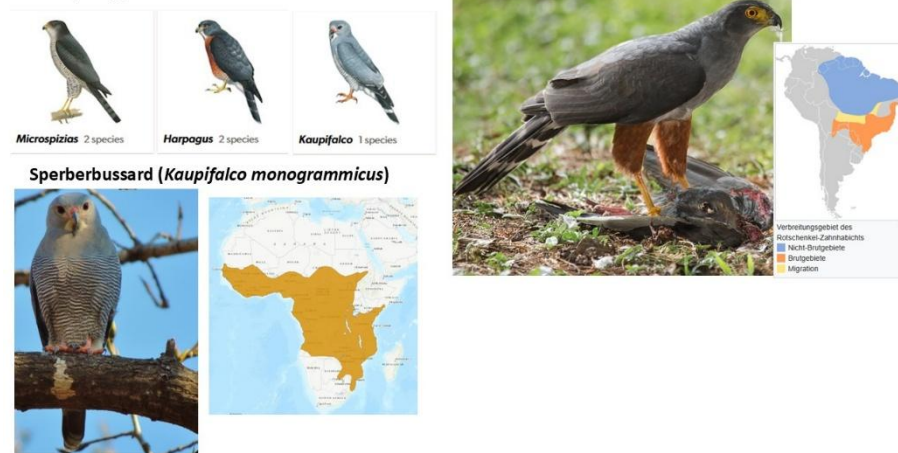 Microspizias 2 species
Harpagus 2 species
Kaupifalco 1 species
Sperberbussard (Kaupifalco monogrammicus)
Verbreitungsgebiet des
Rotschenkel-Zahnhabichts
Nicht-Brutgebiete
Brutgebiete
Migration